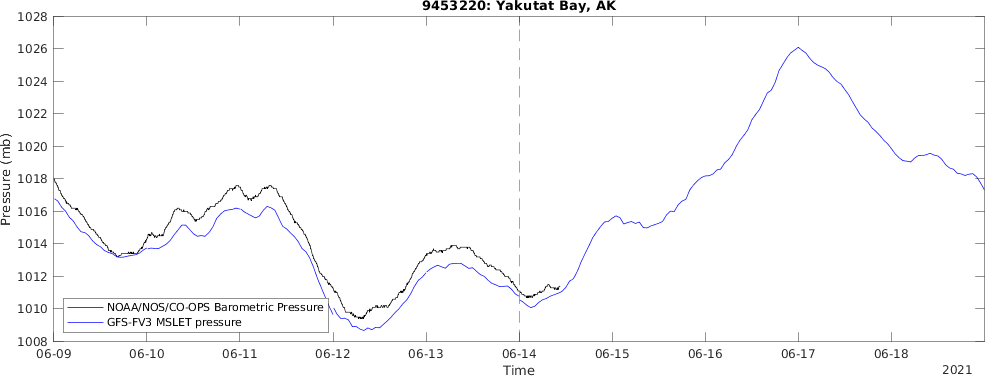 9453220: Yakutat Bay, AK
Pressure (mb)
1028
1026
1024
1022
1020
1018
1016
1014
1012
1010
1008
NOAA/NOS/CO-OPS Barometric Pressure
GFS-FV3 MSLET pressure
06-09 06-10 06-11 06-12 06-13 06-14 06-15 06-16 06-17 06-18
Time
2021